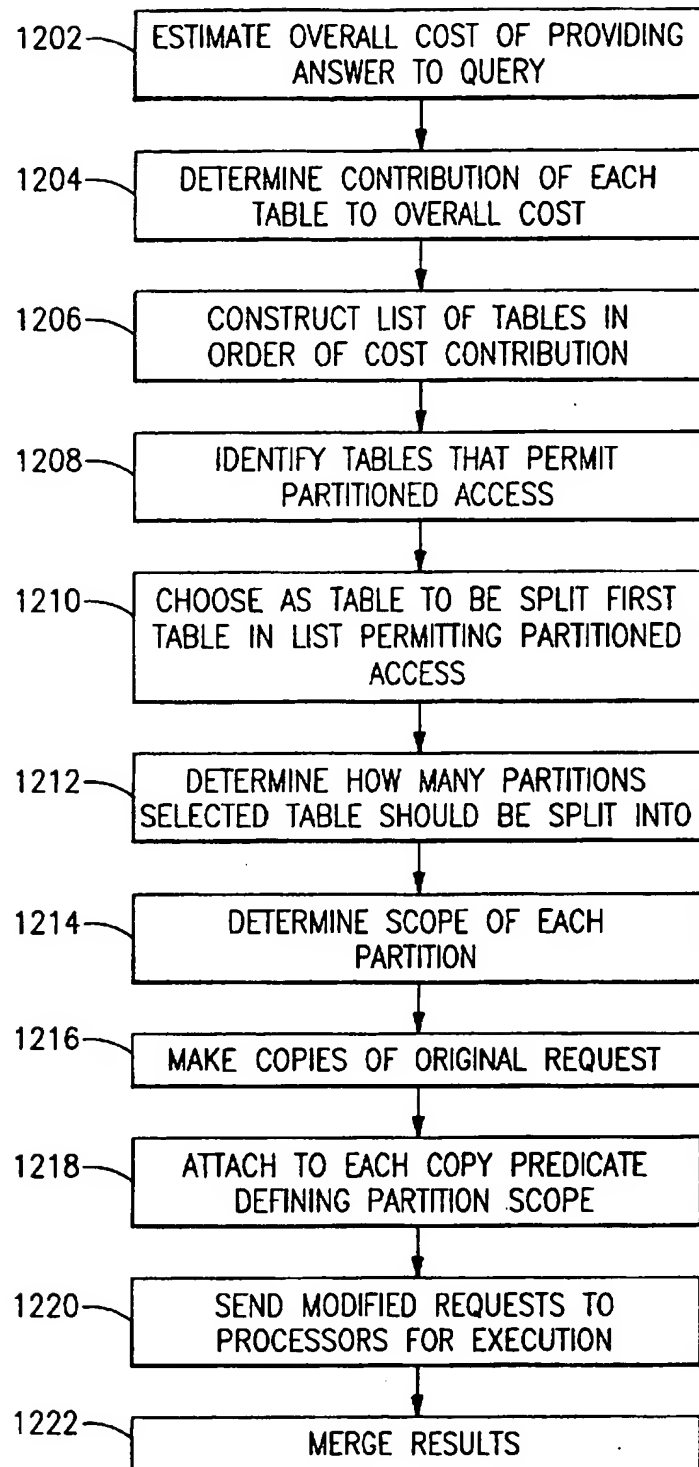 1202
ESTIMATE OVERALL COST OF PROVIDING
ANSWER TO QUERY
1204
DETERMINE CONTRIBUTION OF EACH
TABLE TO OVERALL COST
1206
CONSTRUCT LIST OF TABLES IN
ORDER OF COST CONTRIBUTION
1208
IDENTIFY TABLES THAT PERMIT
PARTITIONED ACCESS
1210
CHOOSE AS TABLE TO BE SPLIT FIRST
TABLE IN LIST PERMITTING PARTITIONED
ACCESS
1212
DETERMINE HOW MANY PARTITIONS
SELECTED TABLE SHOULD BE SPLIT INTO
1214
DETERMINE SCOPE OF EACH
PARTITION
1216
MAKE COPIES OF ORIGINAL REQUEST
1218
ATTACH TO EACH COPY PREDICATE
DEFINING PARTITION SCOPE
1220
SEND MODIFIED REQUESTS TO
PROCESSORS FOR EXECUTION
1222
MERGE RESULTS